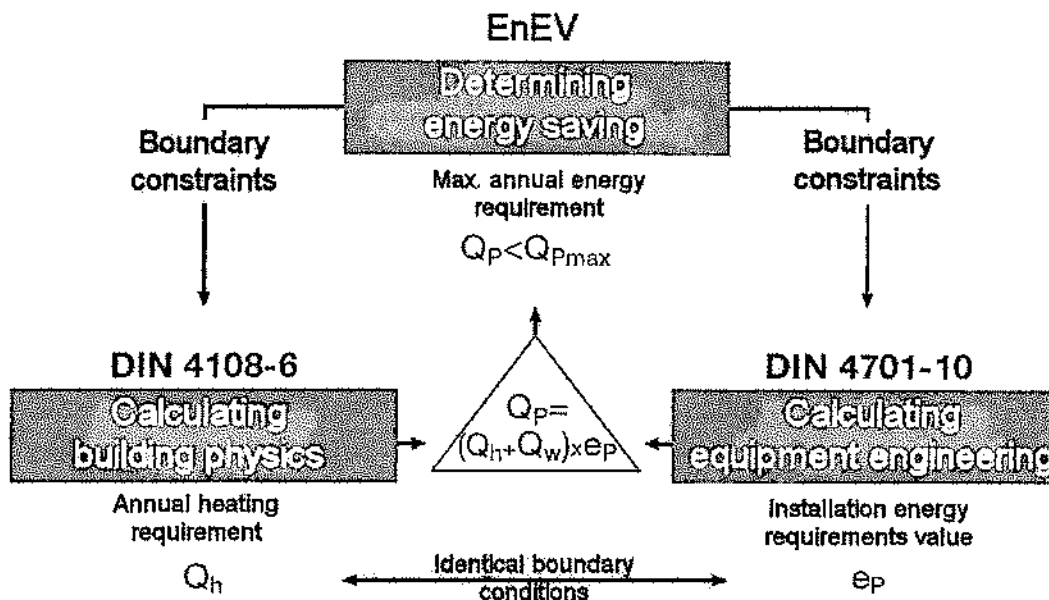 EnEV
Determining
energy saving
Boundary
constraints
Max. annual energy
requirement
Qₚ<Qₚₘₐₓ
Boundary
constraints
DIN 4108-6
Calculating
building physics
Annual heating
requirement
Qₕ
Qₚ=
(Qₕ+Q_w)×eₚ
DIN 4701-10
Calculating
equipment engineering
Installation energy
requirements value
eₚ
Identical boundary
conditions